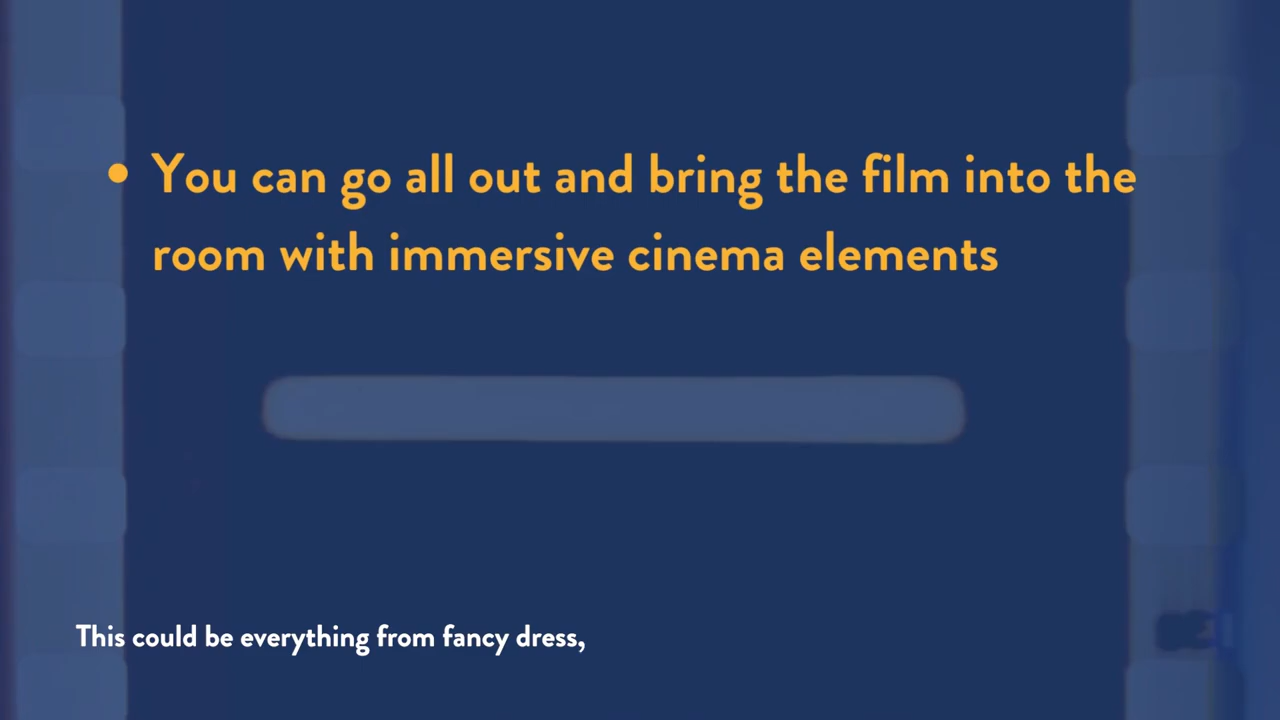 • You can go all out and bring the film into the
room with immersive cinema elements
This could be everything from fancy dress,